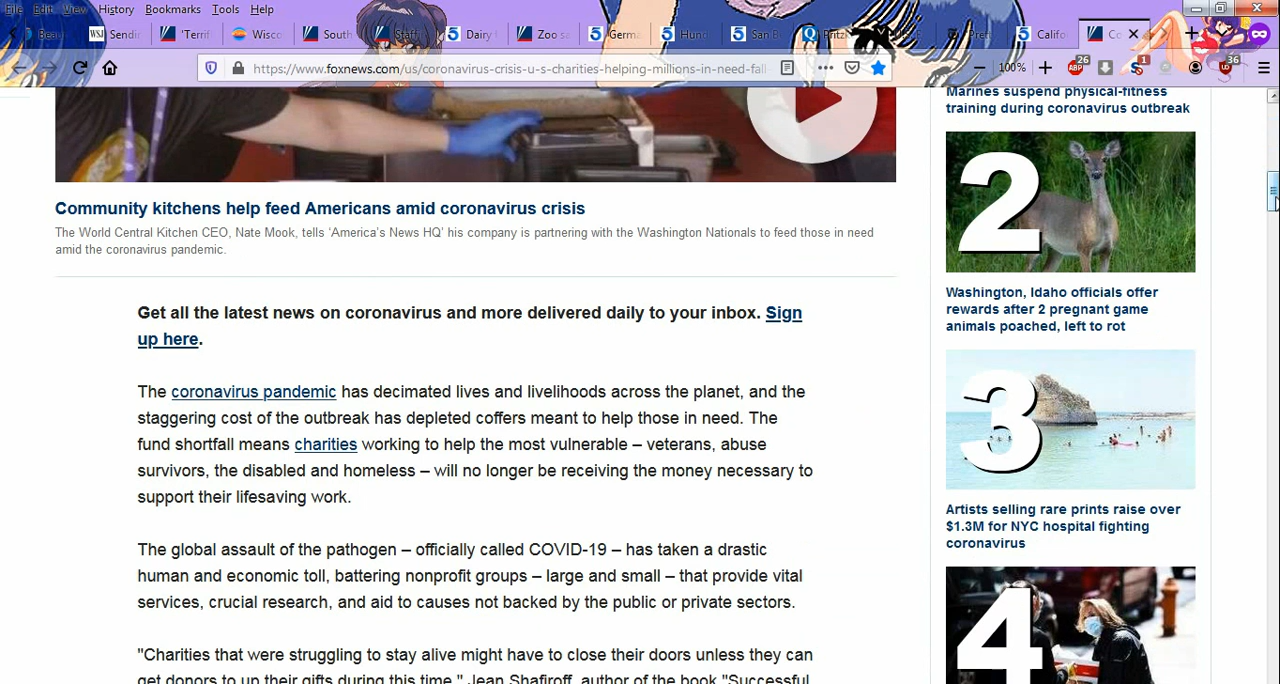 File Edit View History Bookmarks Tools Help
Sendi 'Terrif Wisco South Staff Dairy Zoo sa Germa Hun San B Califo Co
https://www.foxnews.com/us/coronavirus-crisis-u-s-charities-helping-millions-in-need-fall
100%
26
1
36
Community kitchens help feed Americans amid coronavirus crisis
The World Central Kitchen CEO, Nate Mook, tells 'America's News HQ' his company is partnering with the Washington Nationals to feed those in need
amid the coronavirus pandemic.
Get all the latest news on coronavirus and more delivered daily to your inbox. Sign
up here.
The coronavirus pandemic has decimated lives and livelihoods across the planet, and the
staggering cost of the outbreak has depleted coffers meant to help those in need. The
fund shortfall means charities working to help the most vulnerable – veterans, abuse
survivors, the disabled and homeless – will no longer be receiving the money necessary to
support their lifesaving work.
The global assault of the pathogen – officially called COVID-19 – has taken a drastic
human and economic toll, battering nonprofit groups – large and small – that provide vital
services, crucial research, and aid to causes not backed by the public or private sectors.
"Charities that were struggling to stay alive might have to close their doors unless they can
get donors to up their gifts during this time," Jean Shafiroff, author of the book "Successful
Marines suspend physical-fitness
training during coronavirus outbreak
2
Washington, Idaho officials offer
rewards after 2 pregnant game
animals poached, left to rot
3
Artists selling rare prints raise over
$1.3M for NYC hospital fighting
coronavirus
4